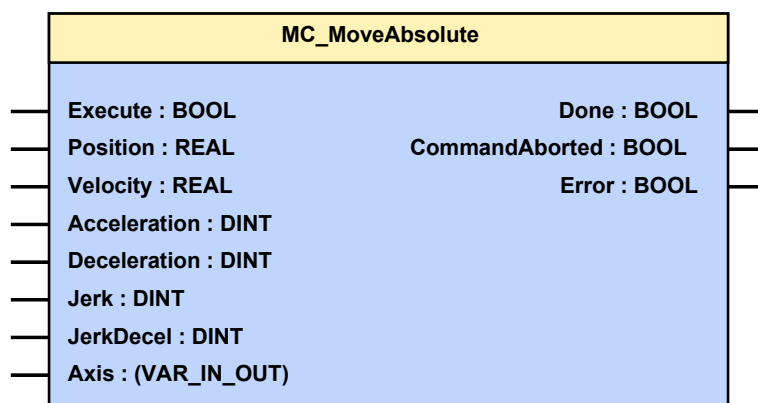 MC_MoveAbsolute
Execute : BOOL Done : BOOL
Position : REAL CommandAborted : BOOL
Velocity : REAL Error : BOOL
Acceleration : DINT
Deceleration : DINT
Jerk : DINT
JerkDecel : DINT
Axis : (VAR_IN_OUT)